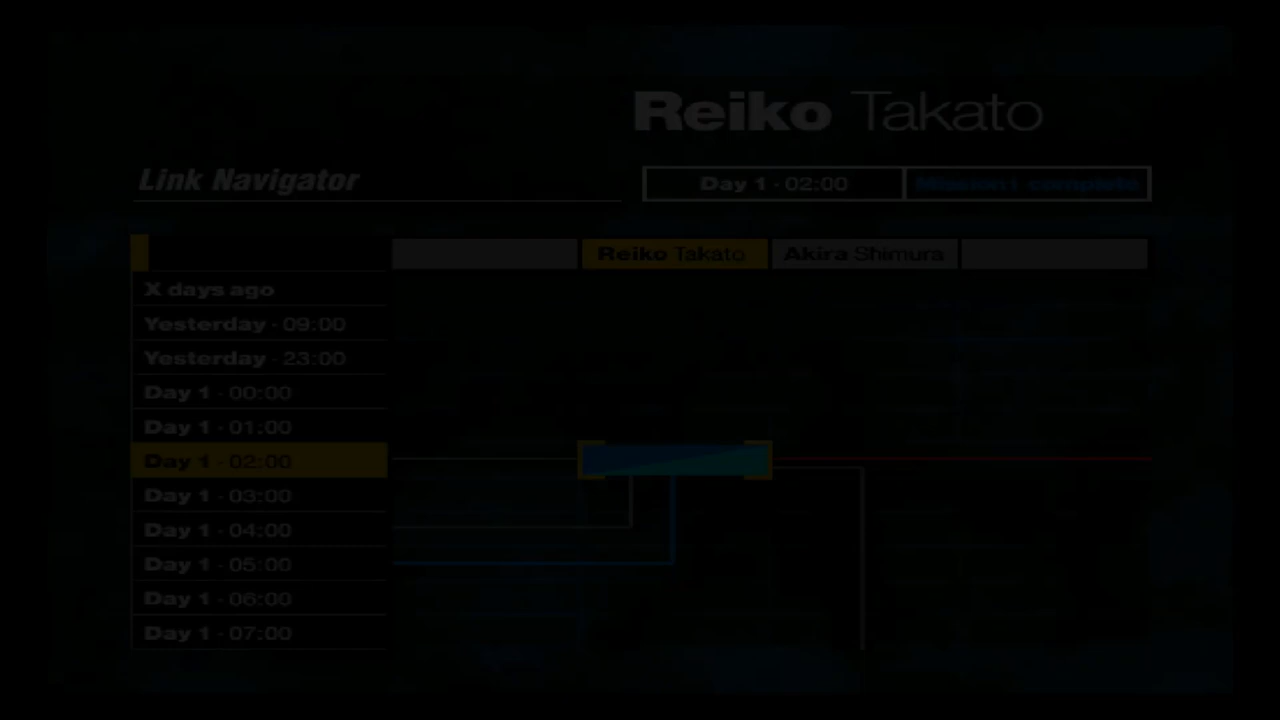 Reiko Takato
Link Navigator
Day 1 · 02:00
Mission1 complete
Reiko Takato
Akira Shimura
X days ago
Yesterday · 09:00
Yesterday · 23:00
Day 1 · 00:00
Day 1 · 01:00
Day 1 · 02:00
Day 1 · 03:00
Day 1 · 04:00
Day 1 · 05:00
Day 1 · 06:00
Day 1 · 07:00